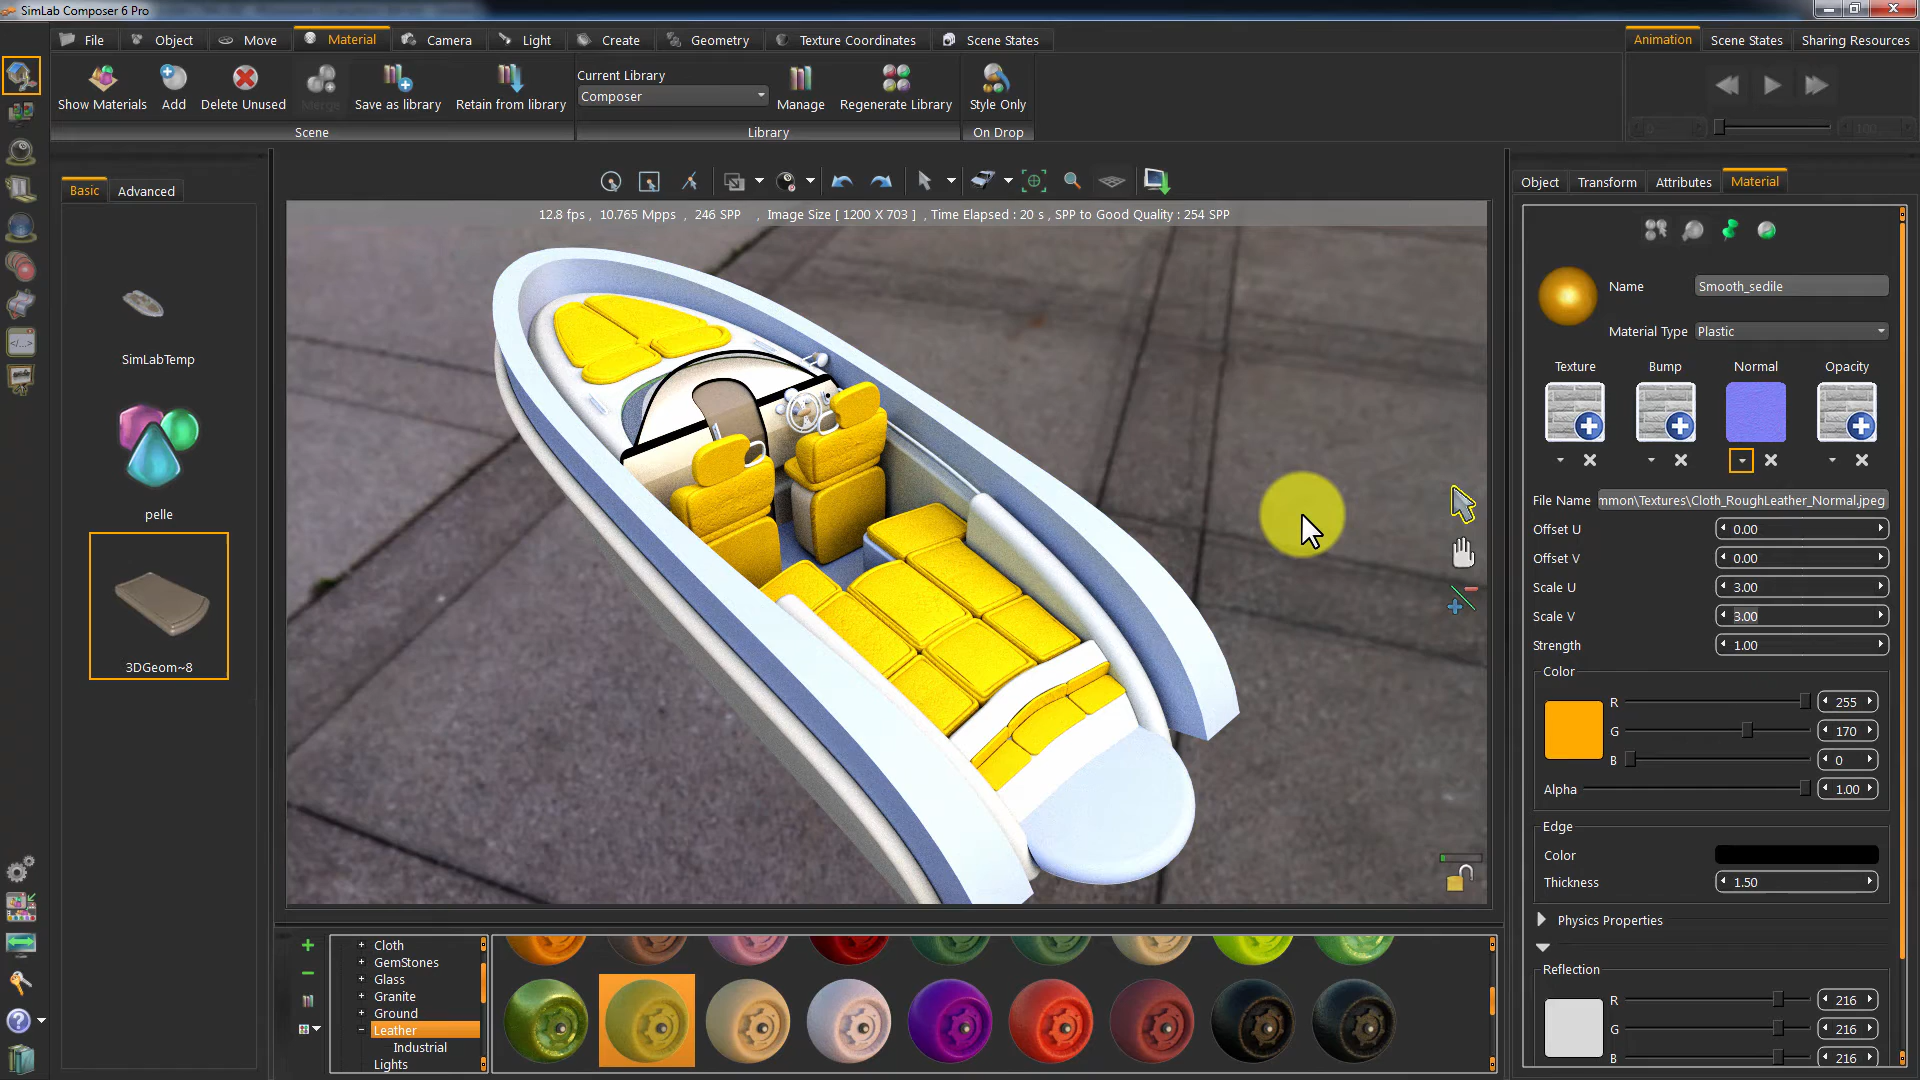 SimLab Composer 6 Pro
File Object Move Material Camera Light Create Geometry Texture Coordinates Scene States
Animation Scene States Sharing Resources
Show Materials Add Delete Unused Merge Save as library Retain from library
Current Library
Composer
Manage Regenerate Library Style Only
Scene Library On Drop
0 100
Basic Advanced
SimLabTemp
pelle
3DGeom~8
12.8 fps , 10.765 Mpps , 246 SPP , Image Size [ 1200 X 703 ] , Time Elapsed : 20 s , SPP to Good Quality : 254 SPP
Object Transform Attributes Material
Name Smooth_sedile
Material Type Plastic
Texture Bump Normal Opacity
File Name mmon\Textures\Cloth_RoughLeather_Normal.jpeg
Offset U 0.00
Offset V 0.00
Scale U 3.00
Scale V 3.00
Strength 1.00
Color
R 255
G 170
B 0
Alpha 1.00
Edge
Color
Thickness 1.50
Physics Properties
Reflection
R 216
G 216
B 216
Cloth
GemStones
Glass
Granite
Ground
Leather
Industrial
Lights